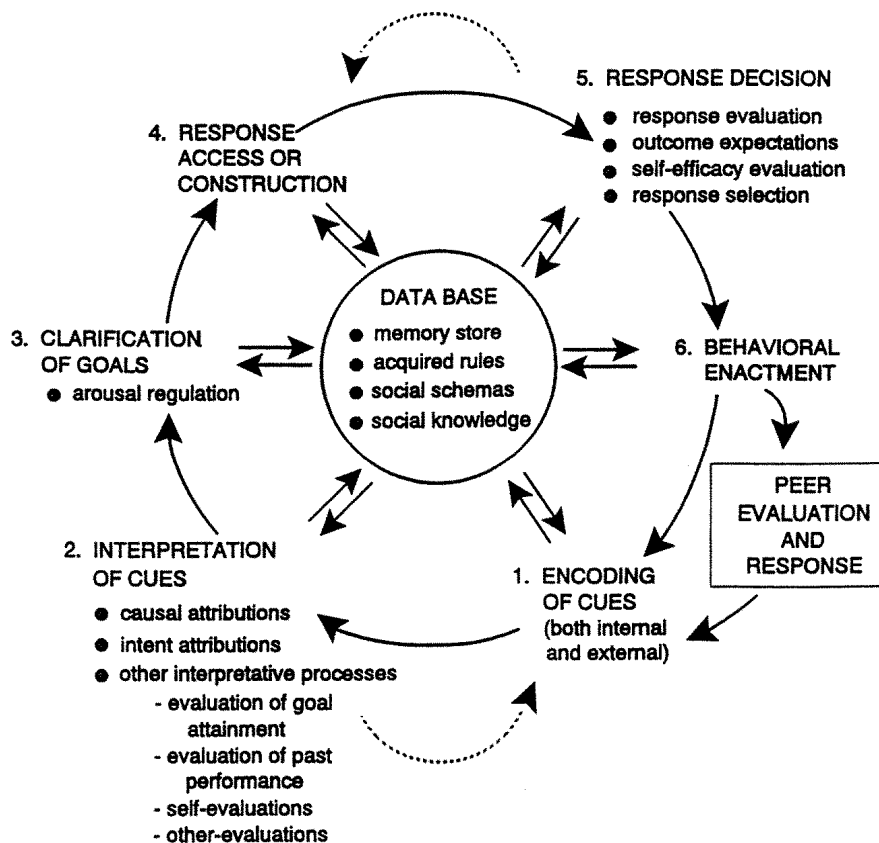 1. ENCODING
OF CUES
(both internal
and external)
2. INTERPRETATION
OF CUES
● causal attributions
● intent attributions
● other interpretative processes
- evaluation of goal
attainment
- evaluation of past
performance
- self-evaluations
- other-evaluations
3. CLARIFICATION
OF GOALS
● arousal regulation
4. RESPONSE
ACCESS OR
CONSTRUCTION
5. RESPONSE DECISION
● response evaluation
● outcome expectations
● self-efficacy evaluation
● response selection
6. BEHAVIORAL
ENACTMENT
PEER
EVALUATION
AND
RESPONSE
DATA BASE
● memory store
● acquired rules
● social schemas
● social knowledge